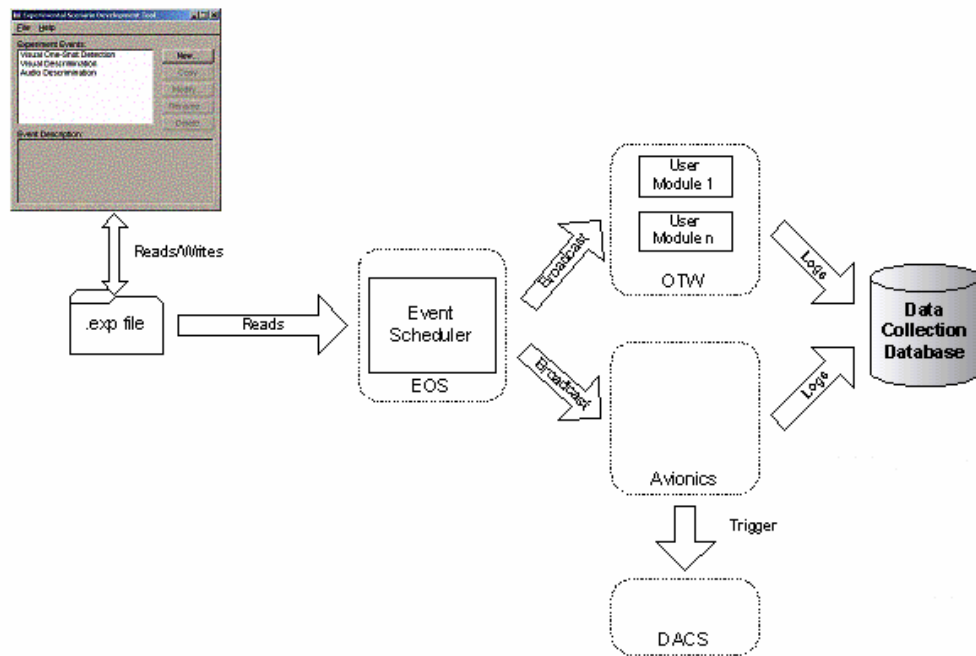 Experimental Scenario Development Tool
File Help
Experiment Events:
Visual One-Shot Detection
Visual Descrimination
Audio Descrimination
New...
Copy
Modify...
Rename
Delete
Event Description:
Reads/Writes
.exp file
Reads
Event
Scheduler
EOS
Broadcast
Broadcast
User
Module 1
User
Module n
OTW
Avionics
Logs
Logs
Data
Collection
Database
Trigger
DACS